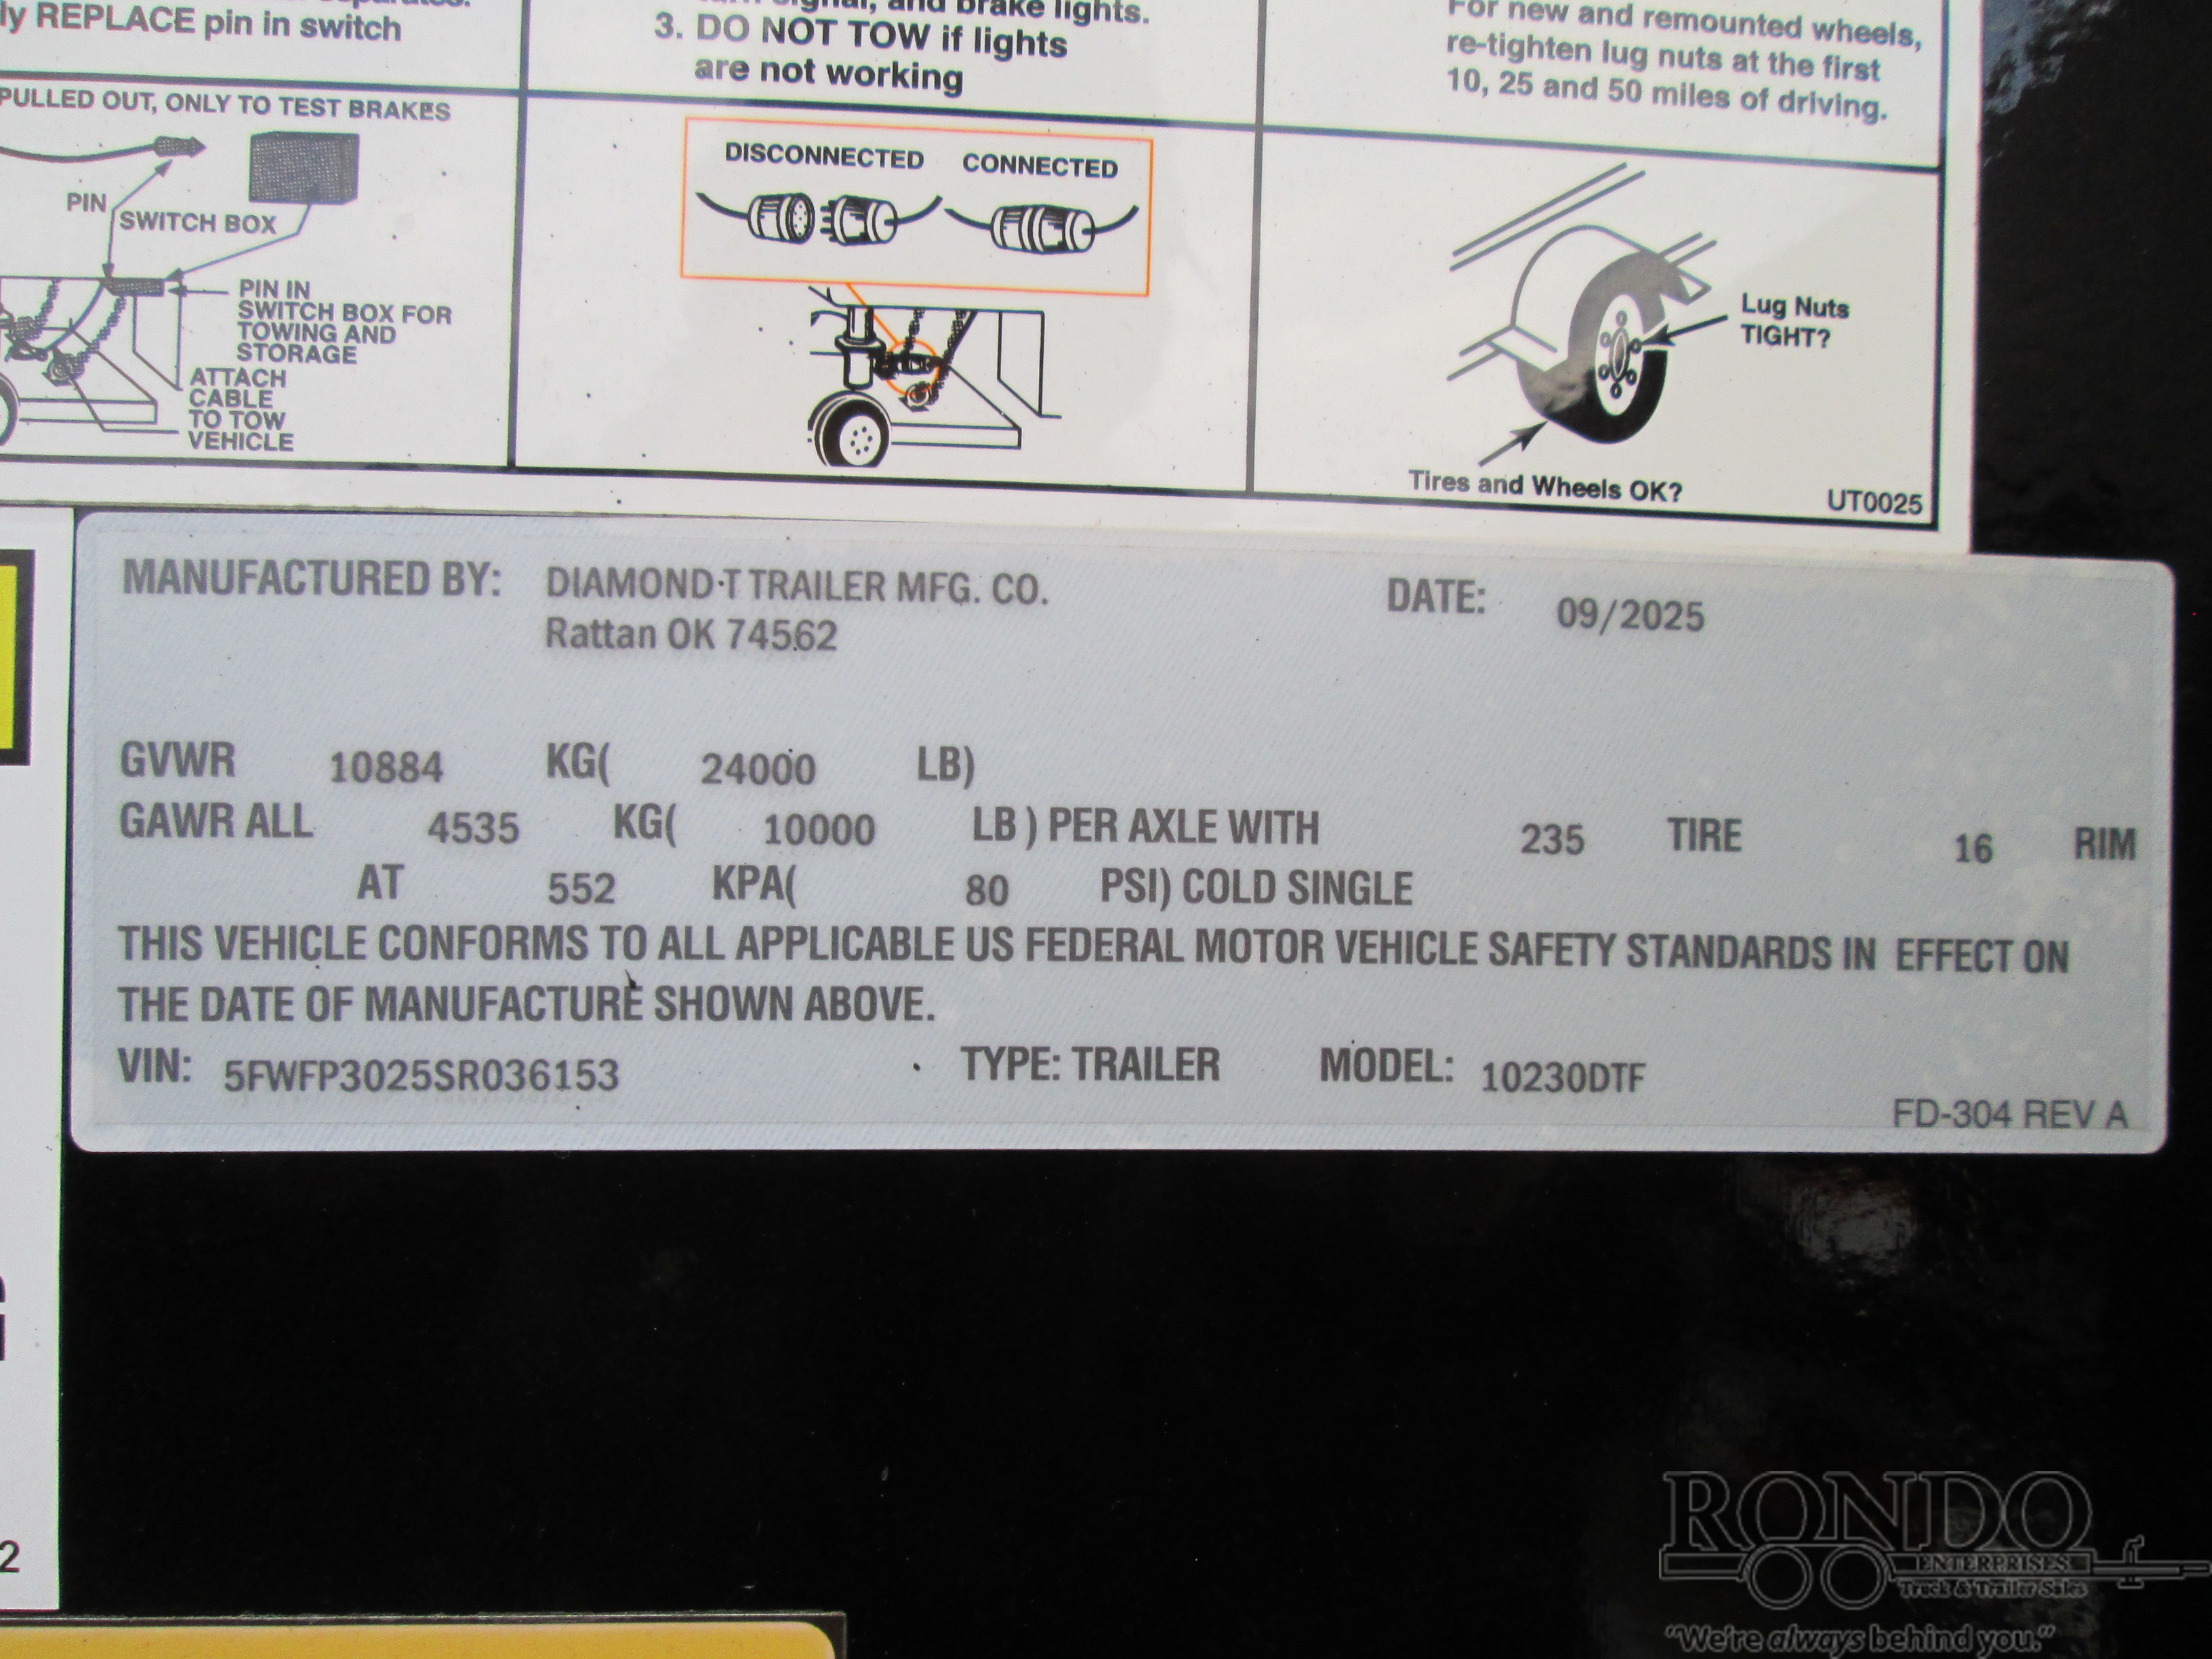 ly REPLACE pin in switch
PULLED OUT, ONLY TO TEST BRAKES
PIN
SWITCH BOX
PIN IN
SWITCH BOX FOR
TOWING AND
STORAGE
ATTACH
CABLE
TO TOW
VEHICLE
signal, and brake lights.
3. DO NOT TOW if lights
are not working
DISCONNECTED CONNECTED
For new and remounted wheels,
re-tighten lug nuts at the first
10, 25 and 50 miles of driving.
Lug Nuts
TIGHT?
Tires and Wheels OK?
UT0025
MANUFACTURED BY: DIAMOND-T TRAILER MFG. CO. DATE: 09/2025
Rattan OK 74562
GVWR 10884 KG( 24000 LB)
GAWR ALL 4535 KG( 10000 LB ) PER AXLE WITH 235 TIRE 16 RIM
AT 552 KPA( 80 PSI) COLD SINGLE
THIS VEHICLE CONFORMS TO ALL APPLICABLE US FEDERAL MOTOR VEHICLE SAFETY STANDARDS IN EFFECT ON
THE DATE OF MANUFACTURE SHOWN ABOVE.
VIN: 5FWFP3025SR036153 TYPE: TRAILER MODEL: 10230DTF
FD-304 REV A
2
RONDO
ENTERPRISES
Truck & Trailer Sales
"We're always behind you."